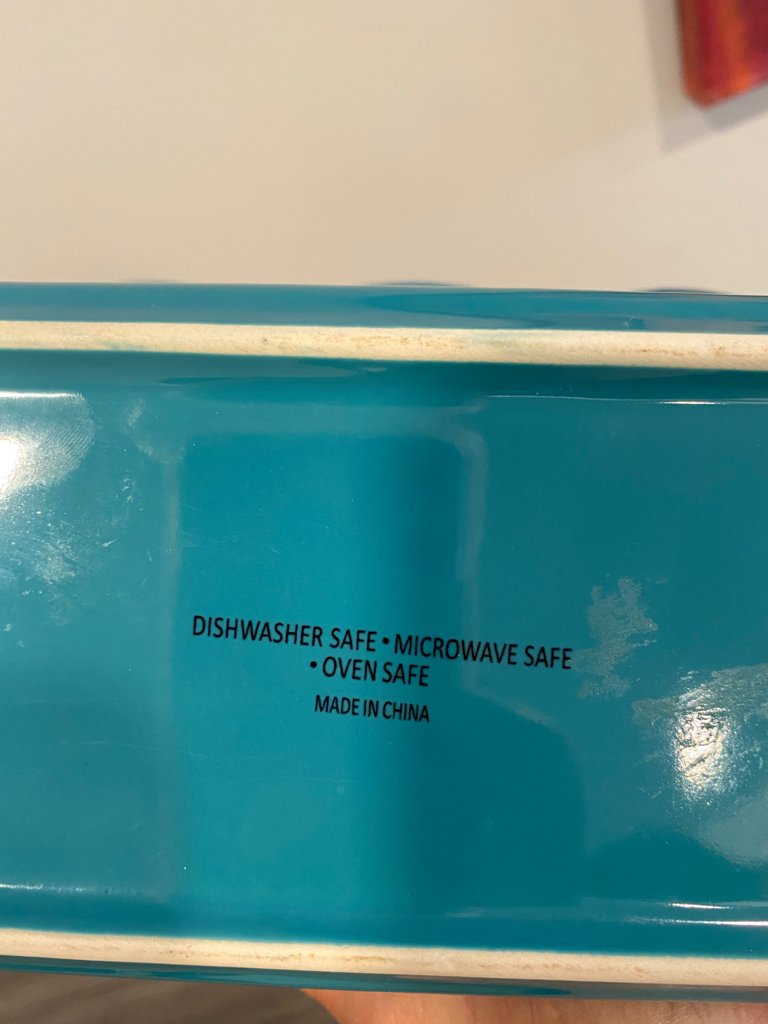 DISHWASHER SAFE • MICROWAVE SAFE
• OVEN SAFE
MADE IN CHINA